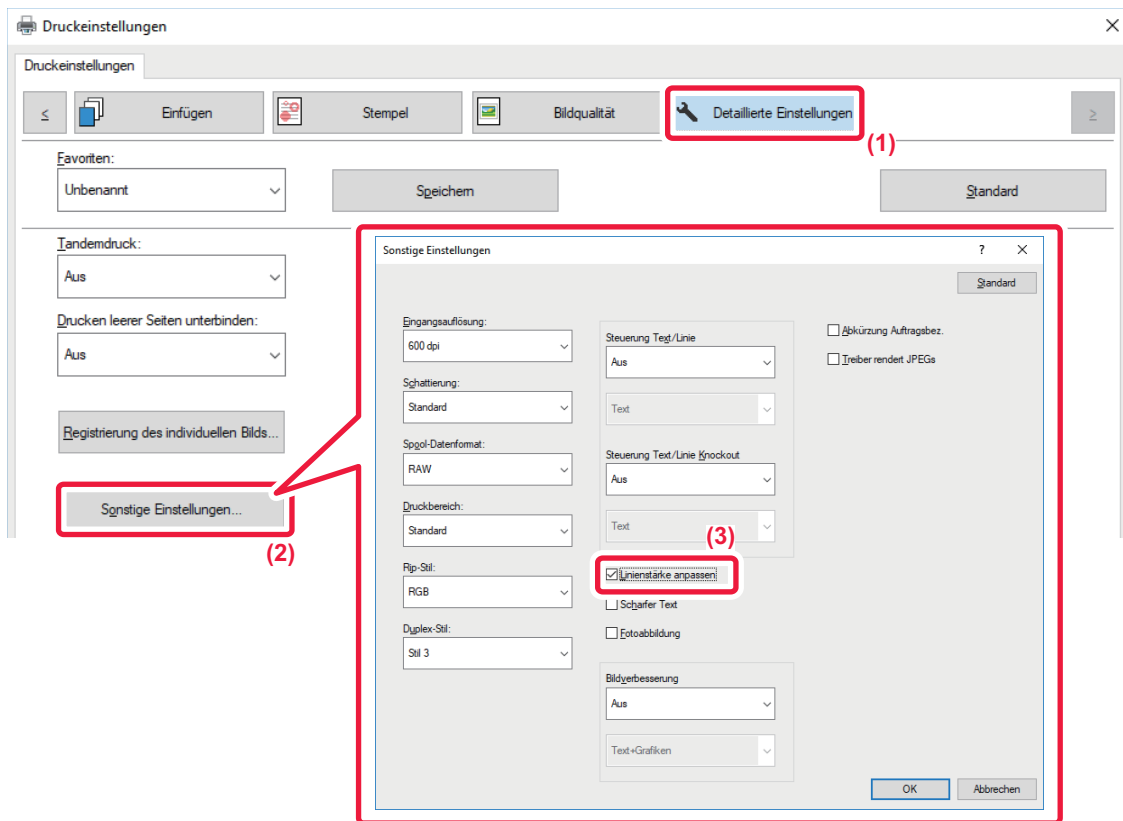 Druckeinstellungen
Druckeinstellungen
≤ Einfügen Stempel Bildqualität Detaillierte Einstellungen ≥
(1)
Favoriten:
Unbenannt Speichern Standard
Tandemdruck:
Aus
Drucken leerer Seiten unterbinden:
Aus
Registrierung des individuellen Bilds...
Sonstige Einstellungen...
(2)
Sonstige Einstellungen ?
Standard
Eingangsauflösung:
600 dpi
Schattierung:
Standard
Spool-Datenformat:
RAW
Druckbereich:
Standard
Rip-Stil:
RGB
Duplex-Stil:
Stil 3
Steuerung Text/Linie
Aus
Text
Steuerung Text/Linie Knockout
Aus
Text
(3)
Linienstärke anpassen
Scharfer Text
Fotoabbildung
Bildverbesserung
Aus
Text+Grafiken
Abkürzung Auftragsbez.
Treiber rendert JPEGs
OK Abbrechen